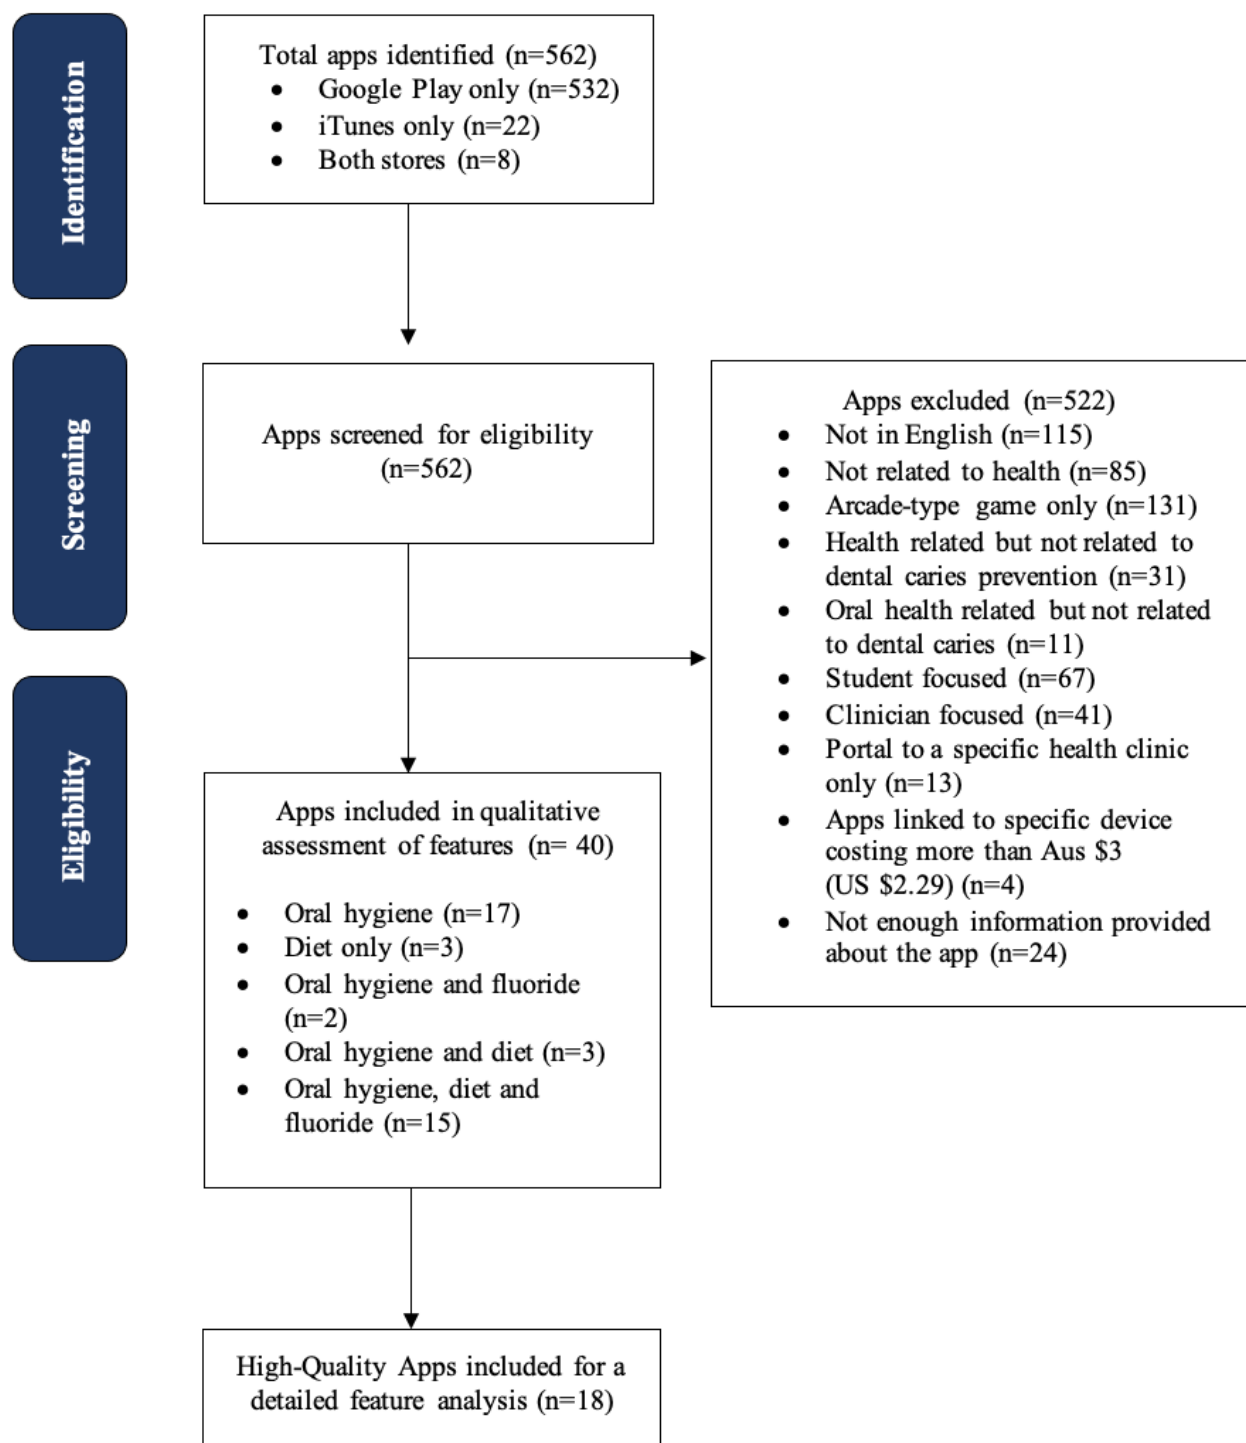 Identification
Total apps identified (n=562)
• Google Play only (n=532)
• iTunes only (n=22)
• Both stores (n=8)
Screening
Apps screened for eligibility
(n=562)
Apps excluded (n=522)
• Not in English (n=115)
• Not related to health (n=85)
• Arcade-type game only (n=131)
• Health related but not related to
dental caries prevention (n=31)
• Oral health related but not related
to dental caries (n=11)
• Student focused (n=67)
• Clinician focused (n=41)
• Portal to a specific health clinic
only (n=13)
• Apps linked to specific device
costing more than Aus $3
(US $2.29) (n=4)
• Not enough information provided
about the app (n=24)
Eligibility
Apps included in qualitative
assessment of features (n= 40)
• Oral hygiene (n=17)
• Diet only (n=3)
• Oral hygiene and fluoride
(n=2)
• Oral hygiene and diet (n=3)
• Oral hygiene, diet and
fluoride (n=15)
High-Quality Apps included for a
detailed feature analysis (n=18)